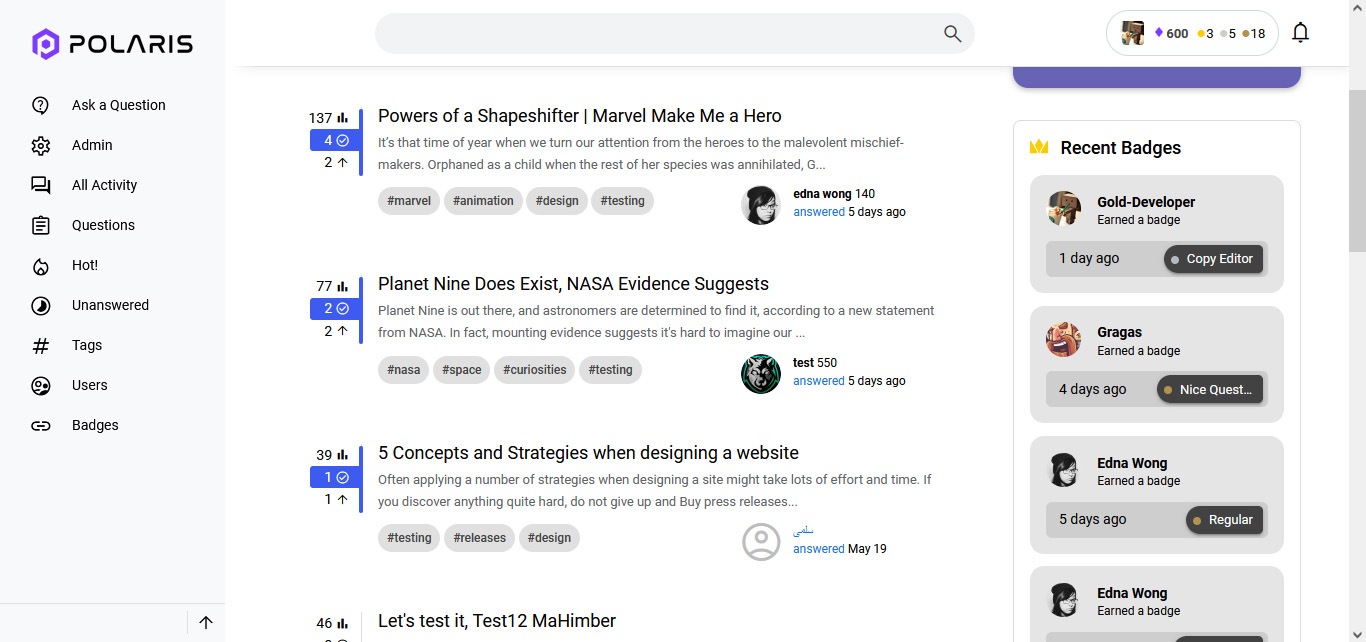 POLARIS
600 3 5 18
Ask a Question
Admin
All Activity
Questions
Hot!
Unanswered
Tags
Users
Badges
137
4
2
Powers of a Shapeshifter | Marvel Make Me a Hero
It's that time of year when we turn our attention from the heroes to the malevolent mischief-
makers. Orphaned as a child when the rest of her species was annihilated, G...
#marvel #animation #design #testing
edna wong 140
answered 5 days ago
77
2
2
Planet Nine Does Exist, NASA Evidence Suggests
Planet Nine is out there, and astronomers are determined to find it, according to a new statement
from NASA. In fact, mounting evidence suggests it's hard to imagine our ...
#nasa #space #curiosities #testing
test 550
answered 5 days ago
39
1
1
5 Concepts and Strategies when designing a website
Often applying a number of strategies when designing a site might take lots of effort and time. If
you discover anything quite hard, do not give up and Buy press releases...
#testing #releases #design
سلمى
answered May 19
46
Let's test it, Test12 MaHimber
Recent Badges
Gold-Developer
Earned a badge
1 day ago Copy Editor
Gragas
Earned a badge
4 days ago Nice Quest...
Edna Wong
Earned a badge
5 days ago Regular
Edna Wong
Earned a badge